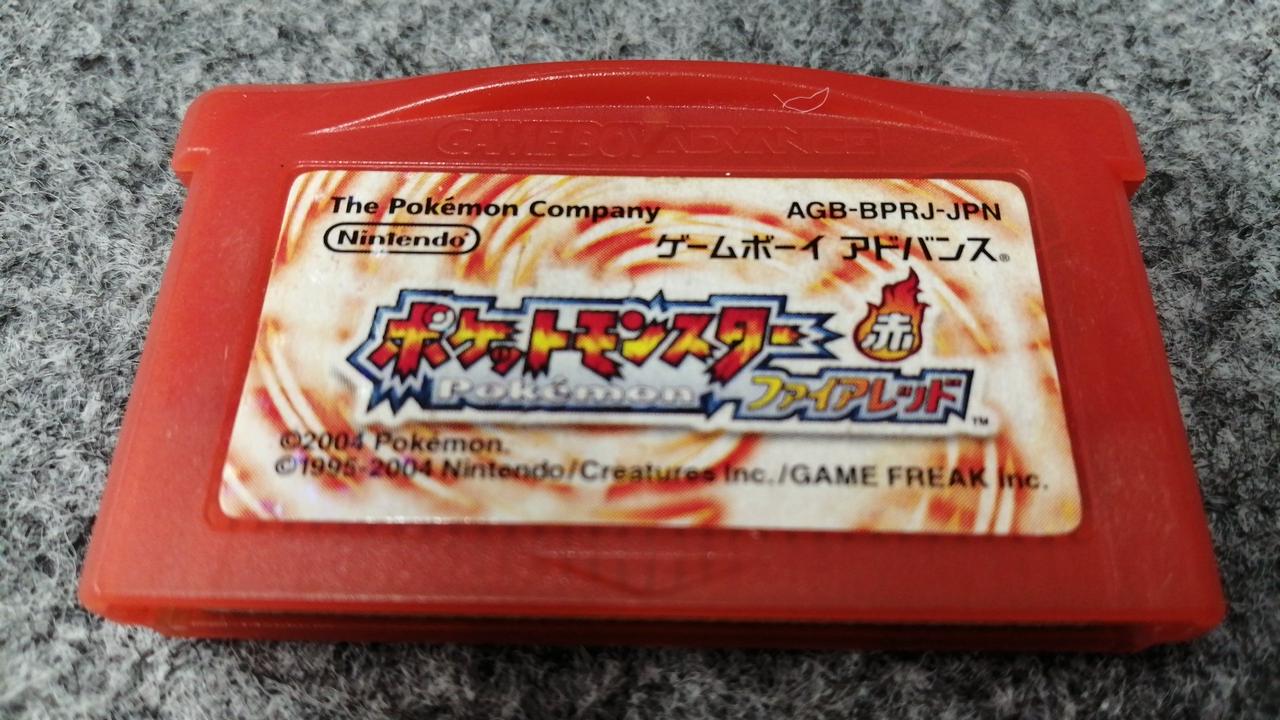 GAME BOY ADVANCE
The Pokémon Company
AGB-BPRJ-JPN
Nintendo®
ゲームボーイ アドバンス®
ポケットモンスター 赤
Pokémon ファイアレッド™
©2004 Pokémon.
©1995-2004 Nintendo/Creatures Inc./GAME FREAK Inc.